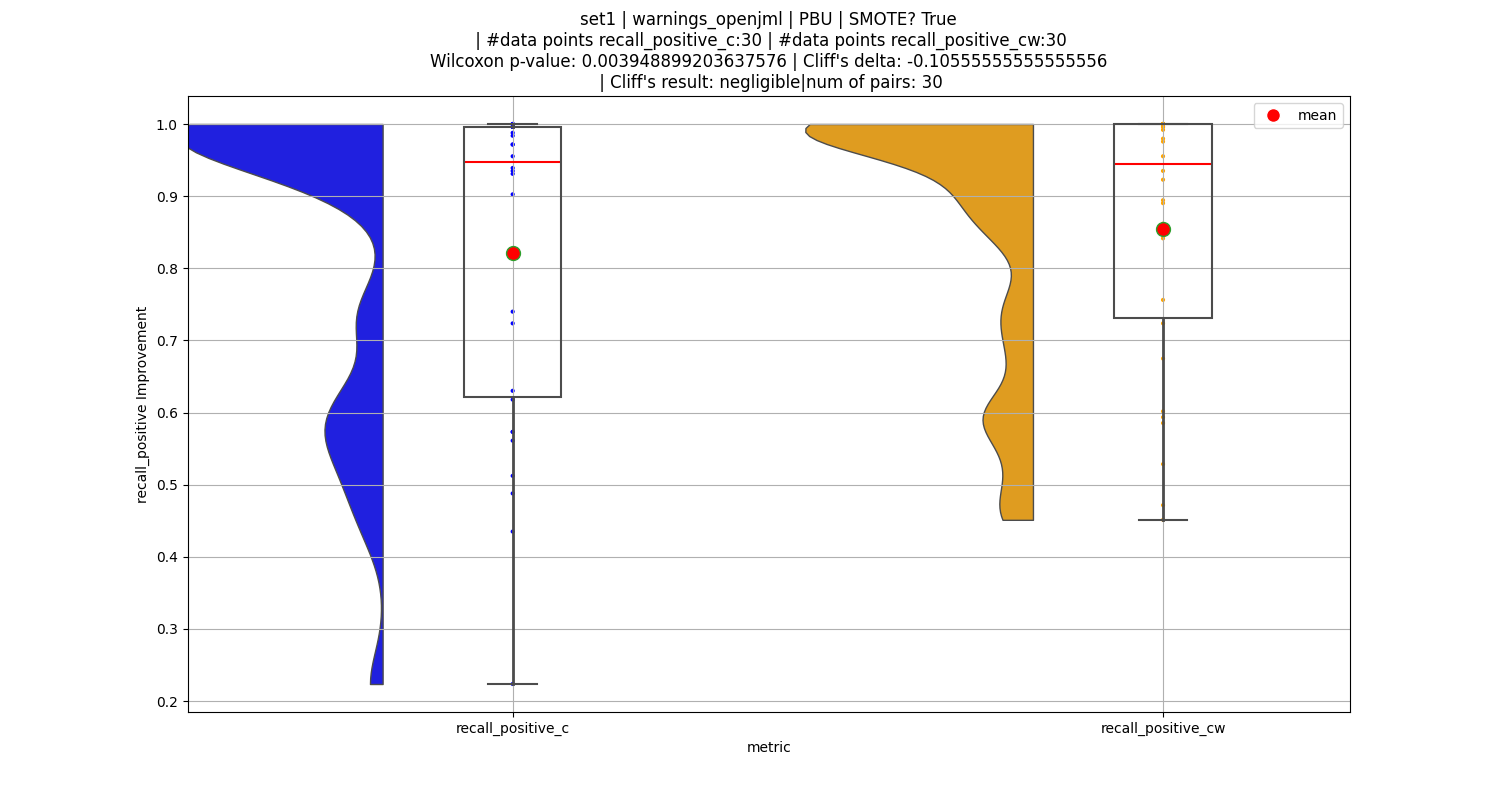 set1 | warnings_openjml | PBU | SMOTE? True
| #data points recall_positive_c:30 | #data points recall_positive_cw:30
Wilcoxon p-value: 0.003948899203637576 | Cliff's delta: -0.10555555555555556
| Cliff's result: negligible|num of pairs: 30
mean
1.0
0.9
0.8
0.7
0.6
0.5
0.4
0.3
0.2
recall_positive Improvement
recall_positive_c
recall_positive_cw
metric